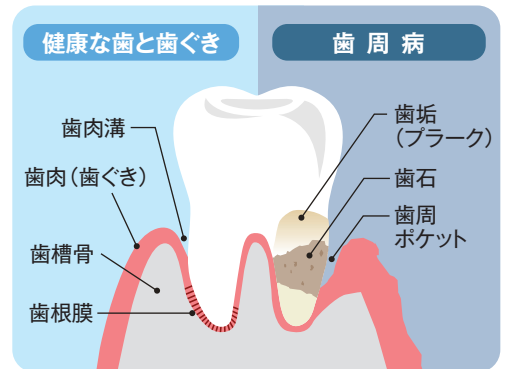 健康な歯と歯ぐき
歯周病
歯肉溝
歯肉(歯ぐき)
歯槽骨
歯根膜
歯垢
(プラーク)
歯石
歯周
ポケット